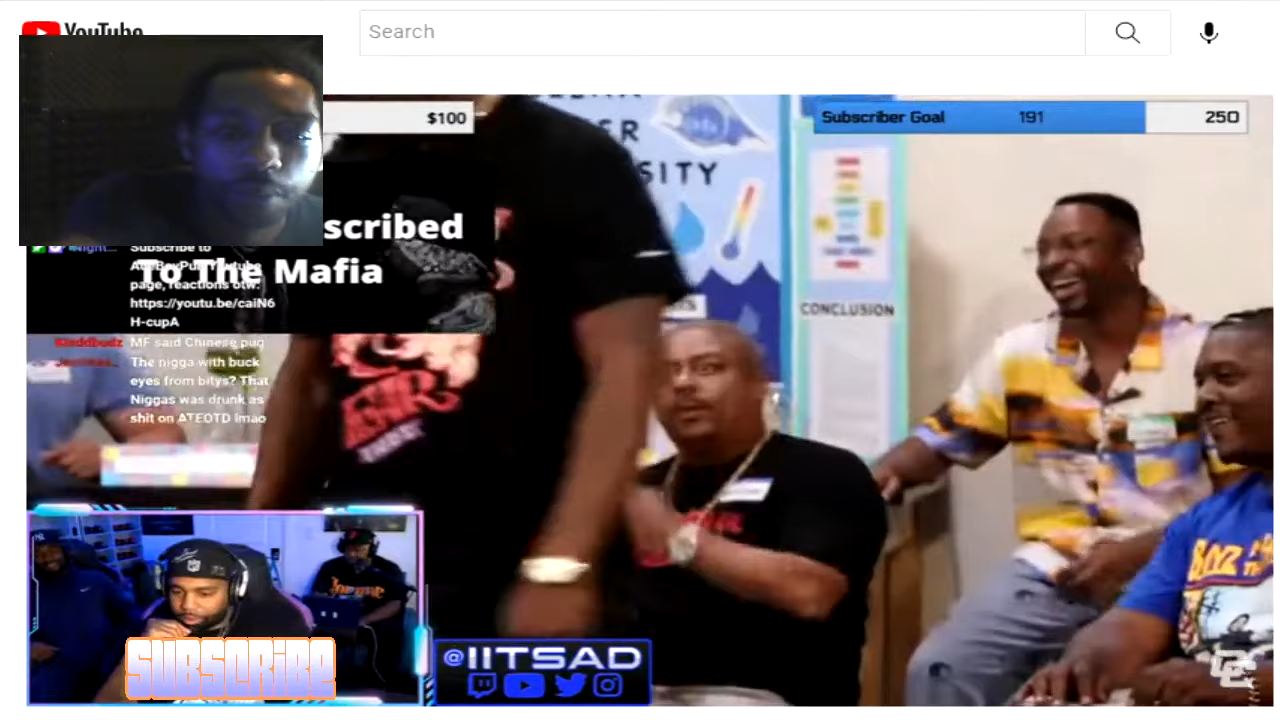 YouTube
Search
$100
Subscriber Goal 191 250
SITY
scribed
To The Mafia
Subscribe to
page, reactions otw:
https://youtu.be/caiN6
H-cupA
Kinddbudz MF said Chinese pug
The nigga with buck
eyes from bitys? That
Niggas was drunk as
shit on ATEOTD lmao
CONCLUSION
SUBSCRIBE
@IITSAD